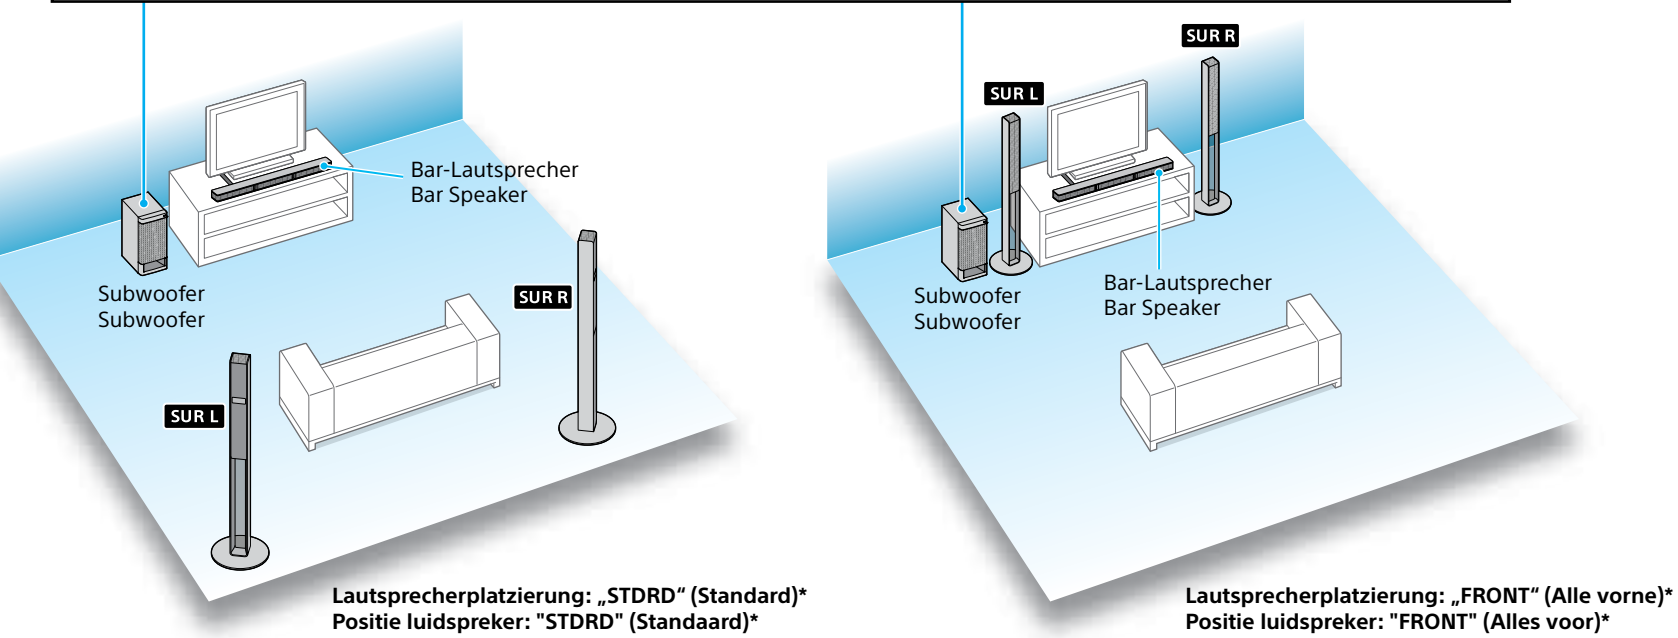 Bar-Lautsprecher
Bar Speaker
Subwoofer
Subwoofer
SUR R
SUR L
Lautsprecherplatzierung: „STDRD“ (Standard)*
Positie luidspreker: "STDRD" (Standaard)*
SUR R
SUR L
Bar-Lautsprecher
Bar Speaker
Subwoofer
Subwoofer
Lautsprecherplatzierung: „FRONT“ (Alle vorne)*
Positie luidspreker: "FRONT" (Alles voor)*